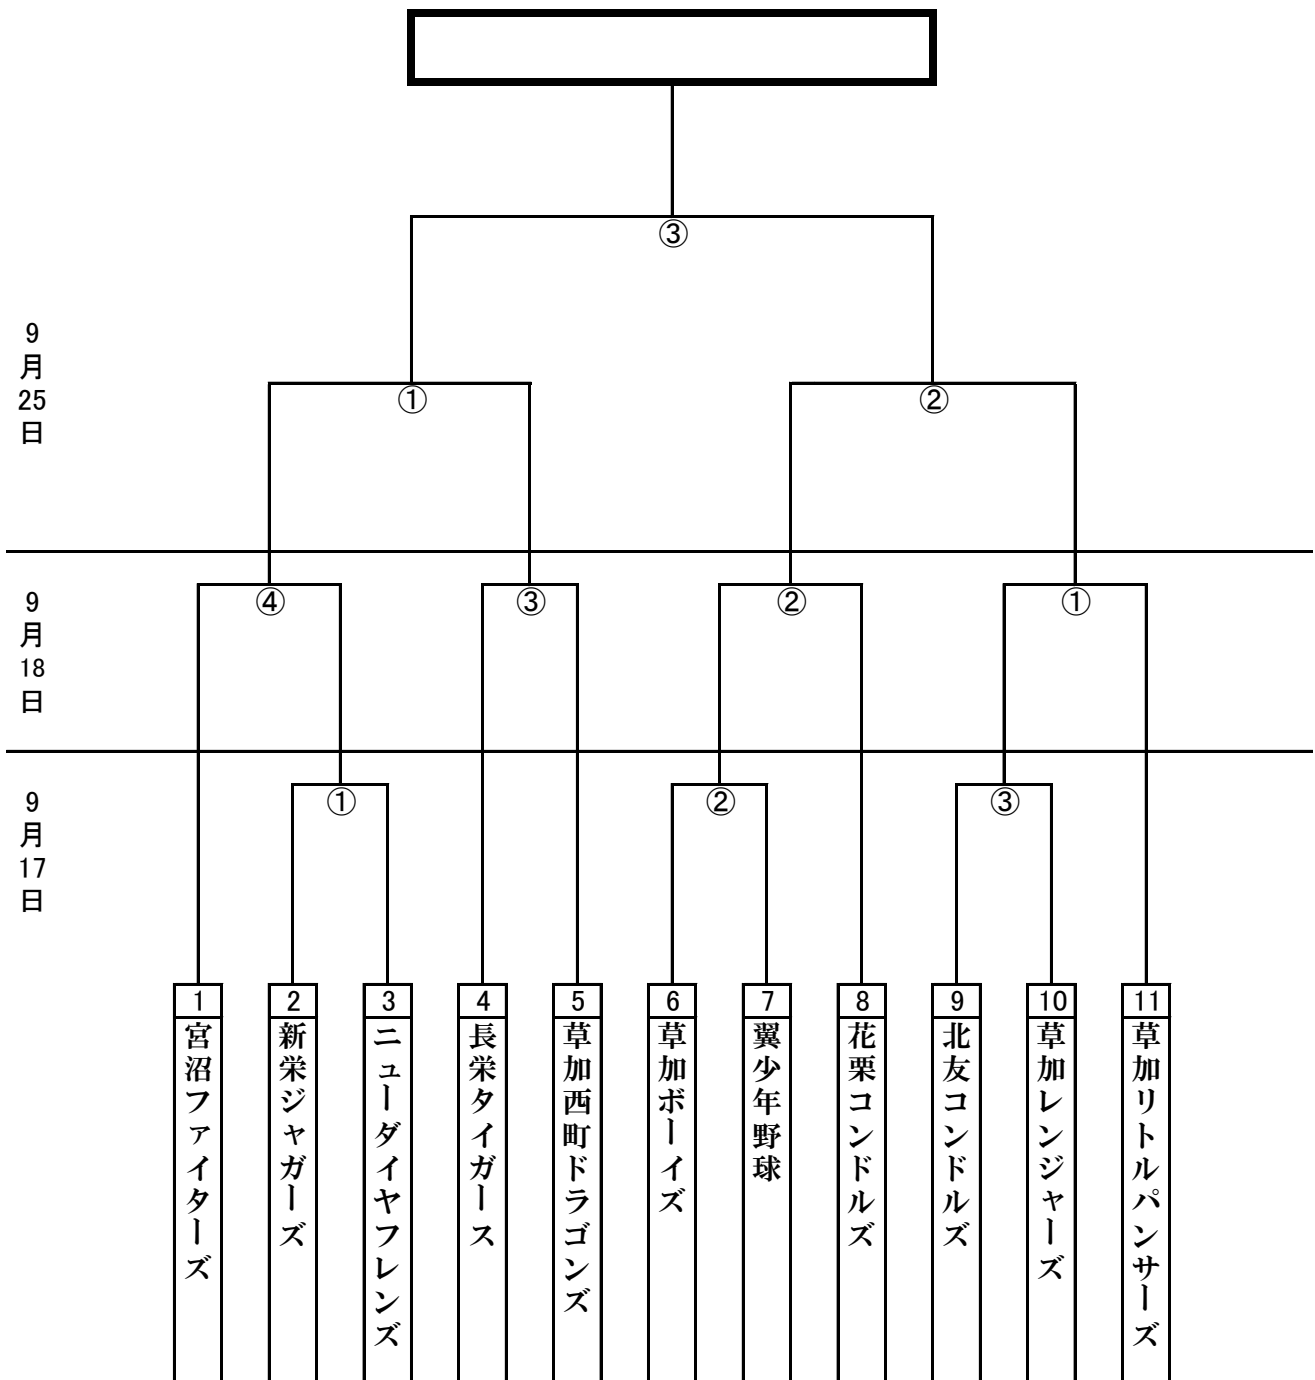 ③
9月25日
①
②
9月18日
④
③
②
①
9月17日
①
②
③
1
宮沼ファイターズ
2
新栄ジャガーズ
3
ニューダイヤフレンズ
4
長栄タイガース
5
草加西町ドラゴンズ
6
草加ボーイズ
7
翼少年野球
8
花栗コンドルズ
9
北友コンドルズ
10
草加レンジャーズ
11
草加リトルパンサーズ